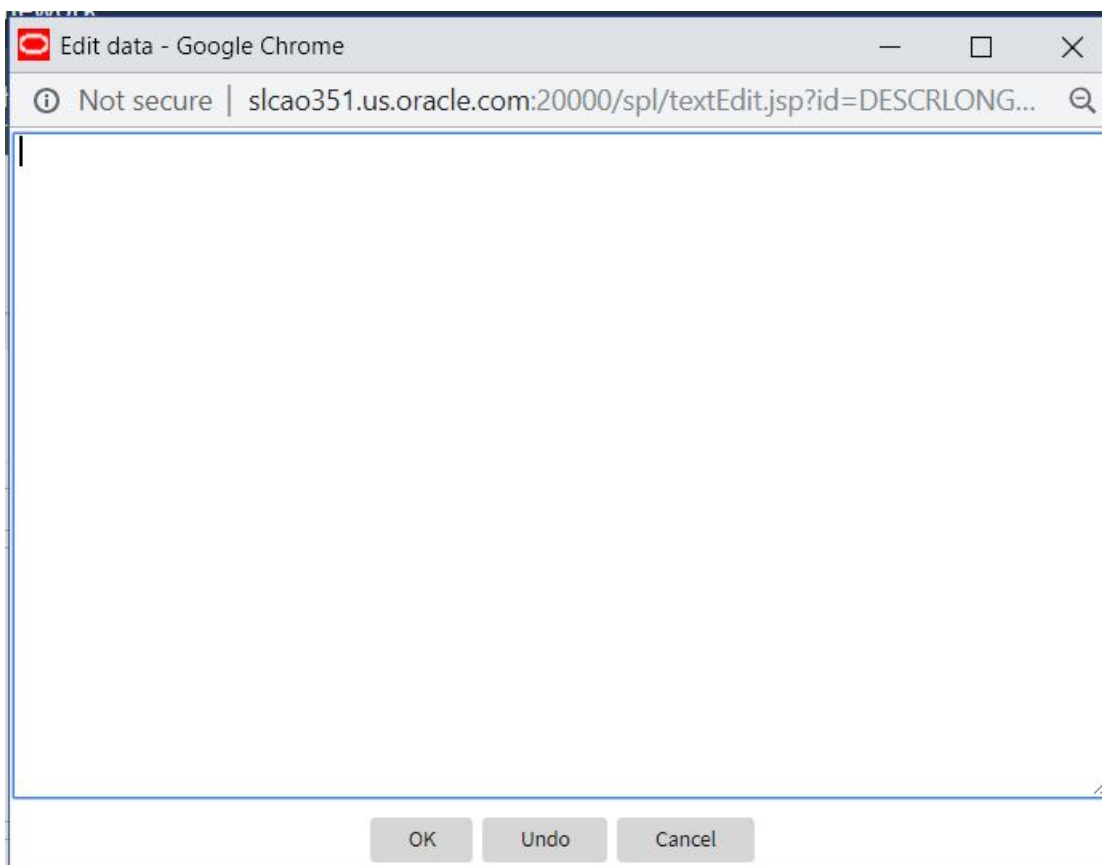 Edit data - Google Chrome
Not secure | slcao351.us.oracle.com:20000/spl/textEdit.jsp?id=DESCRLONG...
OK Undo Cancel